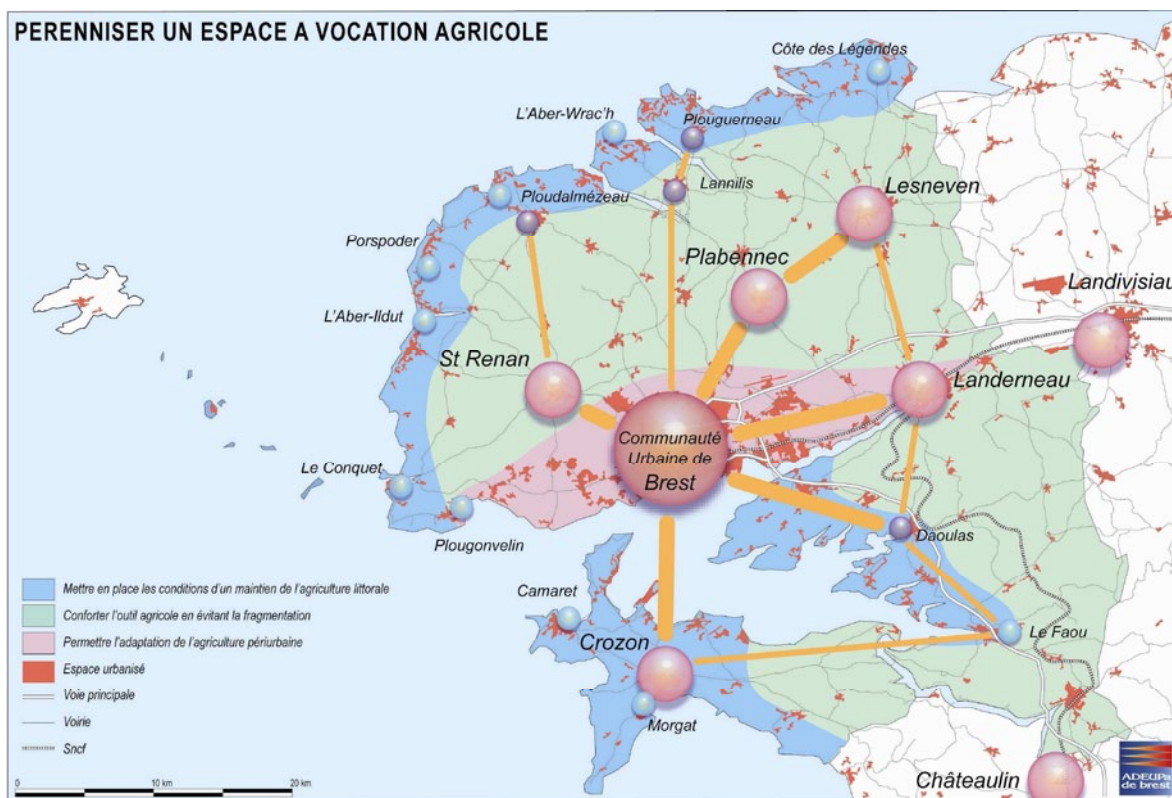 PERENNISER UN ESPACE A VOCATION AGRICOLE
Côte des Légendes
L'Aber-Wrac'h
Plouguerneau
Lannilis
Lesneven
Ploudalmézeau
Porspoder
Plabennec
Landivisiau
L'Aber-Ildut
St Renan
Landerneau
Communauté
Urbaine de
Brest
Le Conquet
Plougonvelin
Daoulas
Camaret
Crozon
Le Faou
Morgat
Châteaulin
Mettre en place les conditions d'un maintien de l'agriculture littorale
Conforter l'outil agricole en évitant la fragmentation
Permettre l'adaptation de l'agriculture périurbaine
Espace urbanisé
Voie principale
Voirie
Sncf
0 10 km 20 km
ADEUPa
de brest